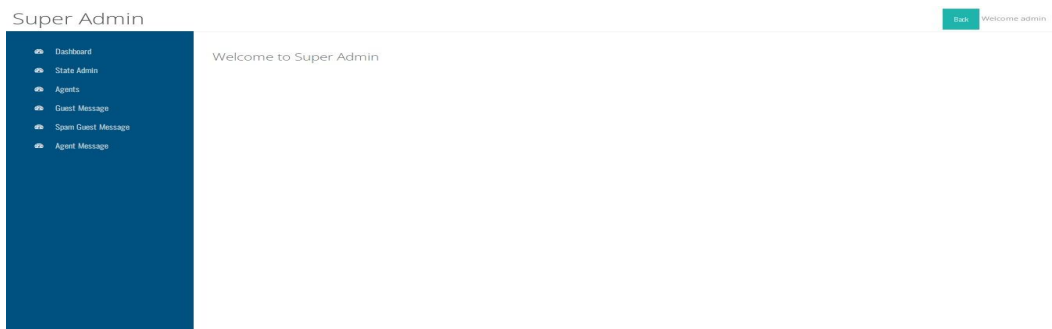 Super Admin
Back Welcome admin
Dashboard
State Admin
Agents
Guest Message
Spam Guest Message
Agent Message
Welcome to Super Admin